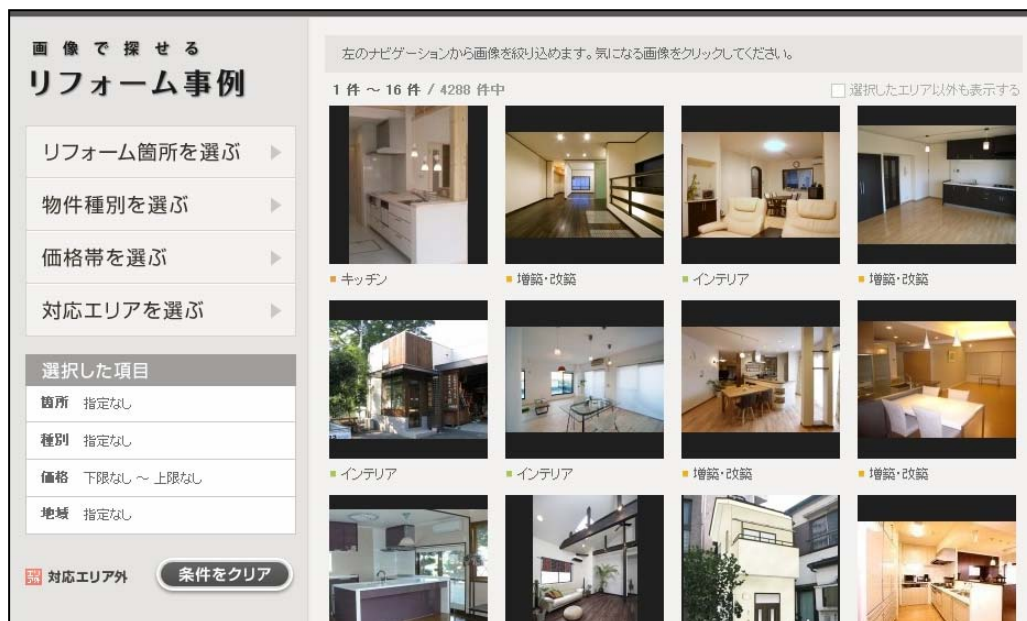 画像で探せる
リフォーム事例
リフォーム箇所を選ぶ
物件種別を選ぶ
価格帯を選ぶ
対応エリアを選ぶ
選択した項目
箇所 指定なし
種別 指定なし
価格 下限なし ～ 上限なし
地域 指定なし
対応エリア外
条件をクリア
左のナビゲーションから画像を絞り込めます。気になる画像をクリックしてください。
1 件 ～ 16 件 / 4288 件中
選択したエリア以外も表示する
キッチン
増築・改築
インテリア
増築・改築
インテリア
インテリア
増築・改築
増築・改築